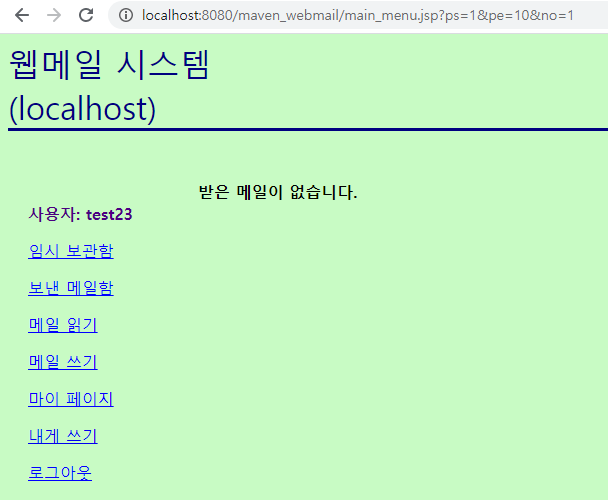 localhost:8080/maven_webmail/main_menu.jsp?ps=1&pe=10&no=1
웹메일 시스템
(localhost)
받은 메일이 없습니다.
사용자: test23
임시 보관함
보낸 메일함
메일 읽기
메일 쓰기
마이 페이지
내게 쓰기
로그아웃